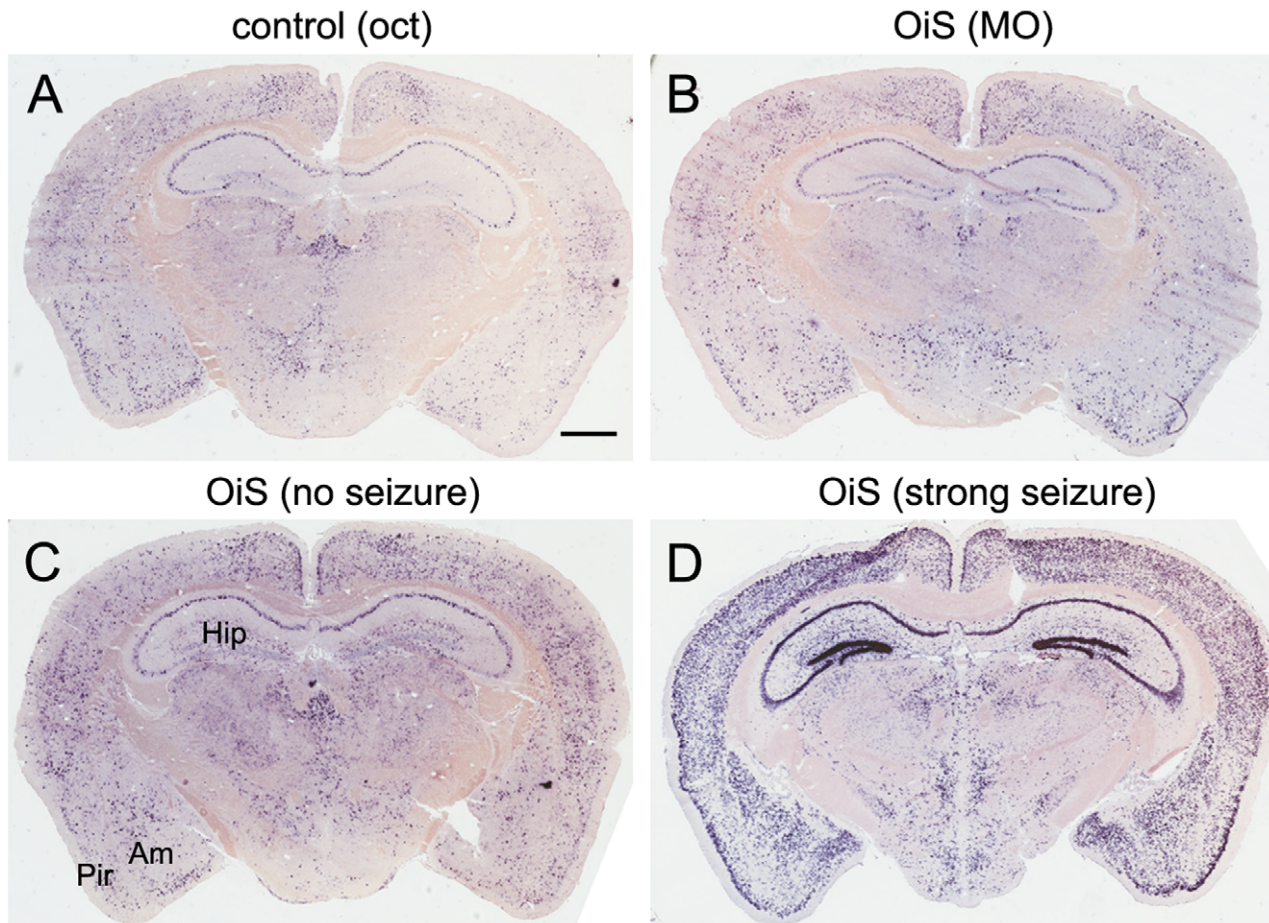 control (oct)
OiS (MO)
A
B
OiS (no seizure)
OiS (strong seizure)
C
D
Hip
Am
Pir